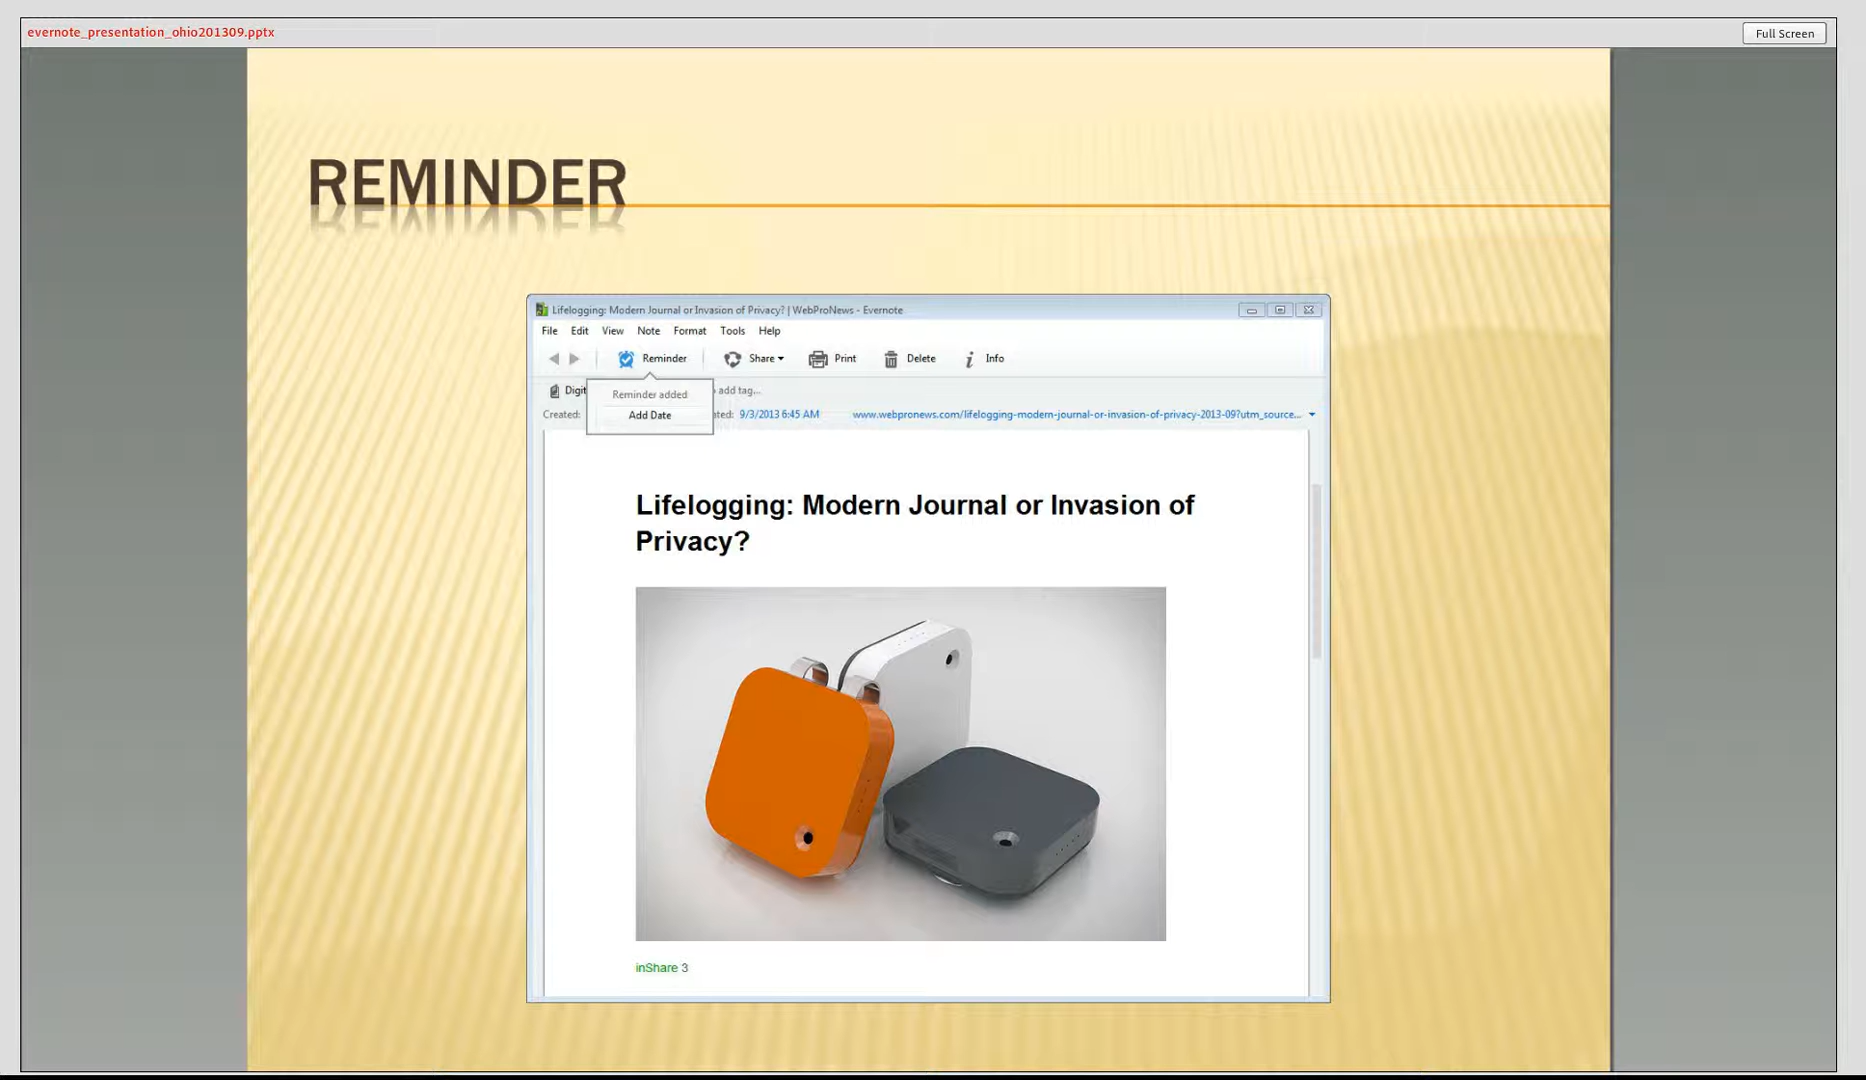 evernote_presentation_ohio201309.pptx
Full Screen
REMINDER
Lifelogging: Modern Journal or Invasion of Privacy? | WebProNews - Evernote
File Edit View Note Format Tools Help
Reminder Share Print Delete Info
Digit add tag...
Reminder added
Created: ated: 9/3/2013 6:45 AM www.webpronews.com/lifelogging-modern-journal-or-invasion-of-privacy-2013-09?utm_source...
Add Date
Lifelogging: Modern Journal or Invasion of
Privacy?
inShare 3